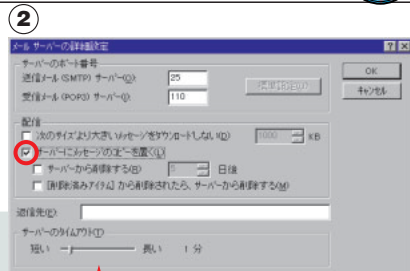 ②
メール サーバーの詳細設定
サーバーのポート番号
送信メール (SMTP) サーバー(O): 25
受信メール (POP3) サーバー(I): 110
OK
キャンセル
配信
次のサイズより大きいメッセージをダウンロードしない(D) 1000 KB
サーバーにメッセージのコピーを置く(L)
サーバーから削除する(R) 5 日後
[削除済みアイテム] から削除されたら、サーバーから削除する(M)
返信先(E):
サーバーのタイムアウト(T)
短い 長い 1 分